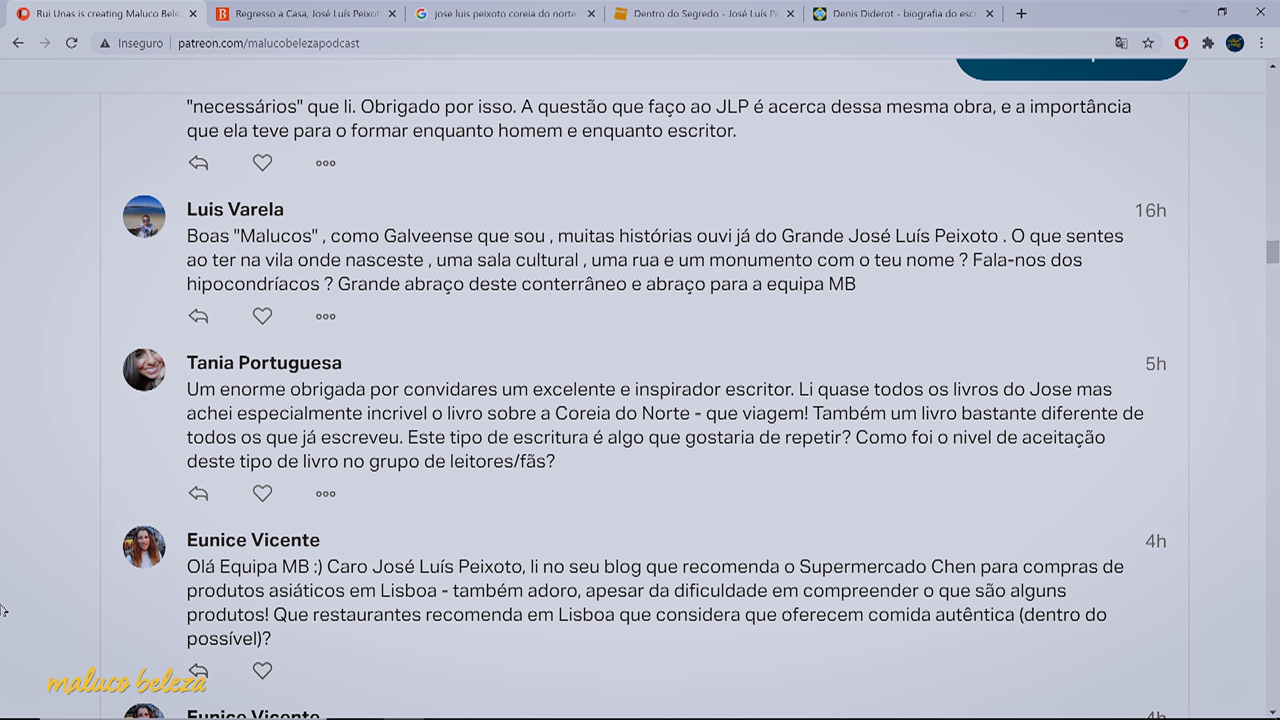 Rui Unas is creating Maluco Bele
Regresso a Casa, José Luís Peixot
jose luis peixoto coreia do norte
Dentro do Segredo - José Luís P
Denis Diderot - biografia do escr
Inseguro
patreon.com/malucobelezapodcast
"necessários" que li. Obrigado por isso. A questão que faço ao JLP é acerca dessa mesma obra, e a importância
que ela teve para o formar enquanto homem e enquanto escritor.
Luis Varela
16h
Boas "Malucos" , como Galveense que sou , muitas histórias ouvi já do Grande José Luís Peixoto . O que sentes
ao ter na vila onde nasceste , uma sala cultural , uma rua e um monumento com o teu nome ? Fala-nos dos
hipocondríacos ? Grande abraço deste conterrâneo e abraço para a equipa MB
Tania Portuguesa
5h
Um enorme obrigada por convidares um excelente e inspirador escritor. Li quase todos os livros do Jose mas
achei especialmente incrivel o livro sobre a Coreia do Norte - que viagem! Também um livro bastante diferente de
todos os que já escreveu. Este tipo de escritura é algo que gostaria de repetir? Como foi o nivel de aceitação
deste tipo de livro no grupo de leitores/fãs?
Eunice Vicente
4h
Olá Equipa MB :) Caro José Luís Peixoto, li no seu blog que recomenda o Supermercado Chen para compras de
produtos asiáticos em Lisboa - também adoro, apesar da dificuldade em compreender o que são alguns
produtos! Que restaurantes recomenda em Lisboa que considera que oferecem comida autêntica (dentro do
possível)?
maluco beleza
Eunice Vicente
4h